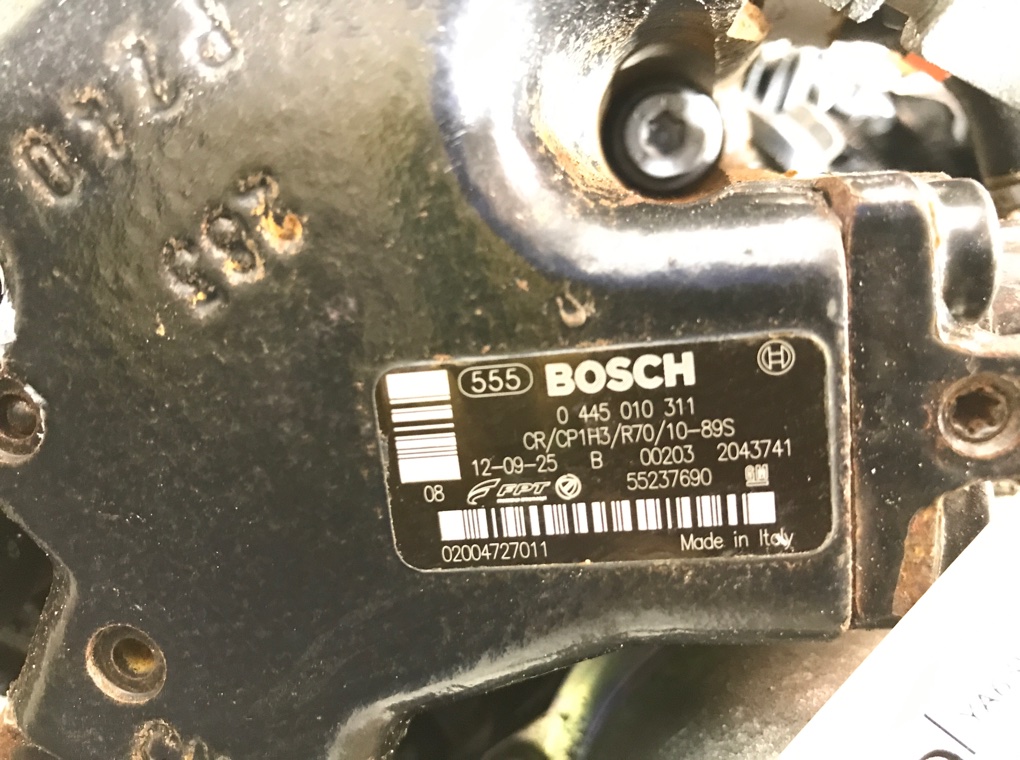 555 BOSCH
0 445 010 311
CR/CP1H3/R70/10-89S
12-09-25 B 00203 2043741
08 FPT 55237690 GM
02004727011 Made in Italy